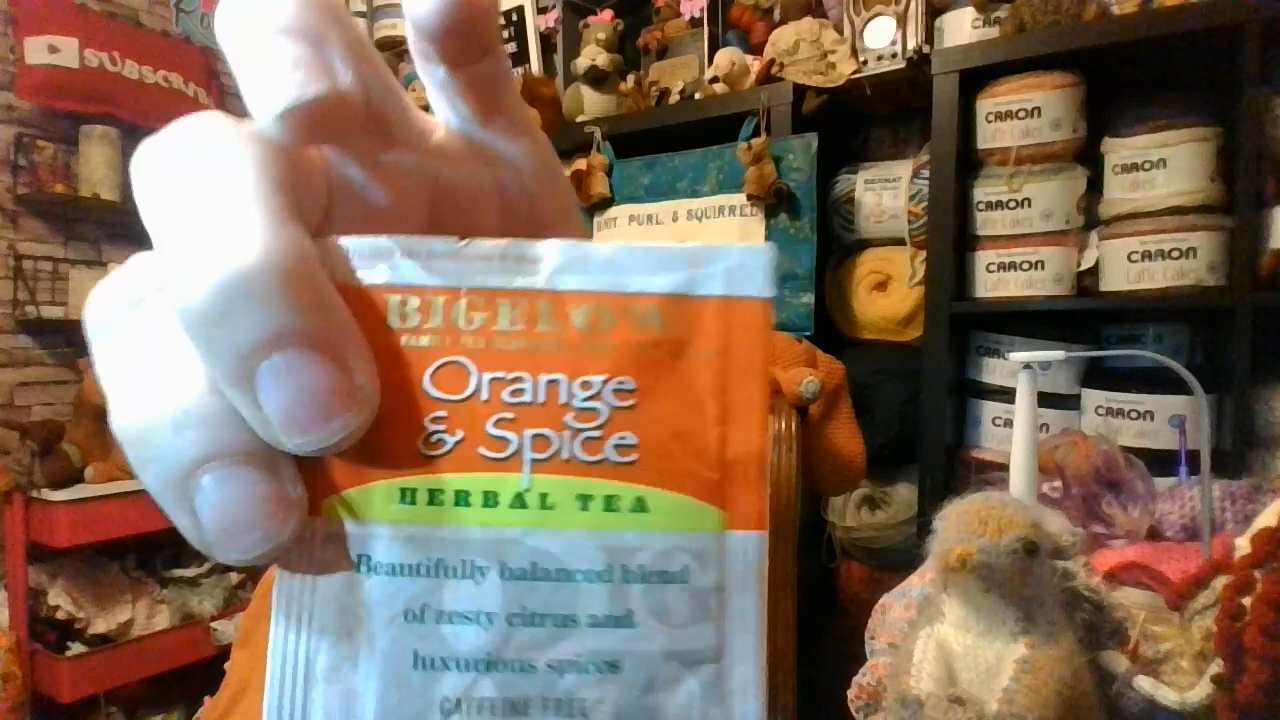 SUBSCRIBE
KNIT, PURL & SQUIRREL
BERNAT
CARON
CARON
Latte Cakes
CARON
CARON
CARON
Latte Cakes
CARON
Latte Cakes
CARON
BIGELOW
Orange
& Spice
HERBAL TEA
Beautifully balanced blend
of zesty citrus and
luxurious spices
CAFFEINE FREE